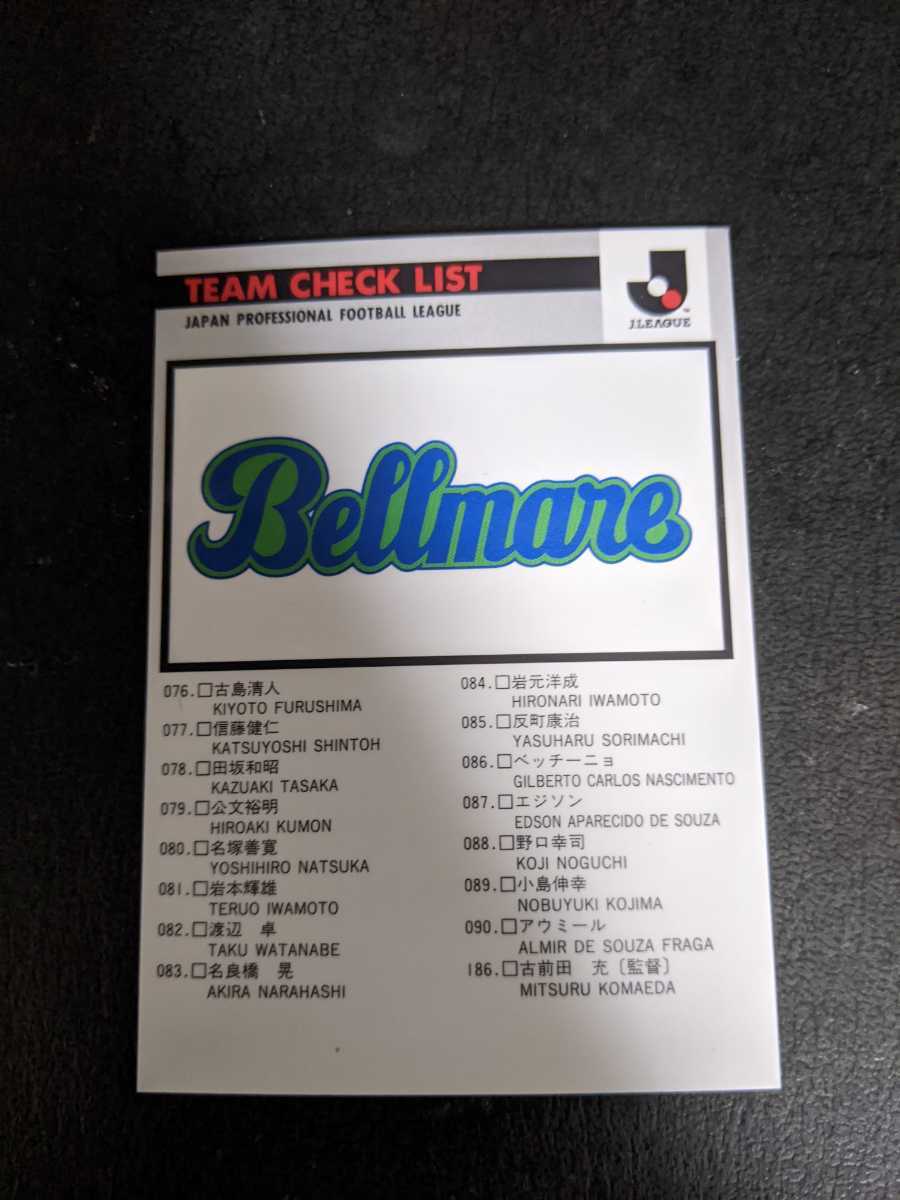 TEAM CHECK LIST
JAPAN PROFESSIONAL FOOTBALL LEAGUE
J.LEAGUE
™
Bellmare
076.□古島清人
KIYOTO FURUSHIMA
077.□信藤健仁
KATSUYOSHI SHINTOH
078.□田坂和昭
KAZUAKI TASAKA
079.□公文裕明
HIROAKI KUMON
080.□名塚善寛
YOSHIHIRO NATSUKA
081.□岩本輝雄
TERUO IWAMOTO
082.□渡辺　卓
TAKU WATANABE
083.□名良橋　晃
AKIRA NARAHASHI
084.□岩元洋成
HIRONARI IWAMOTO
085.□反町康治
YASUHARU SORIMACHI
086.□ベッチーニョ
GILBERTO CARLOS NASCIMENTO
087.□エジソン
EDSON APARECIDO DE SOUZA
088.□野口幸司
KOJI NOGUCHI
089.□小島伸幸
NOBUYUKI KOJIMA
090.□アウミール
ALMIR DE SOUZA FRAGA
186.□古前田　充〔監督〕
MITSURU KOMAEDA